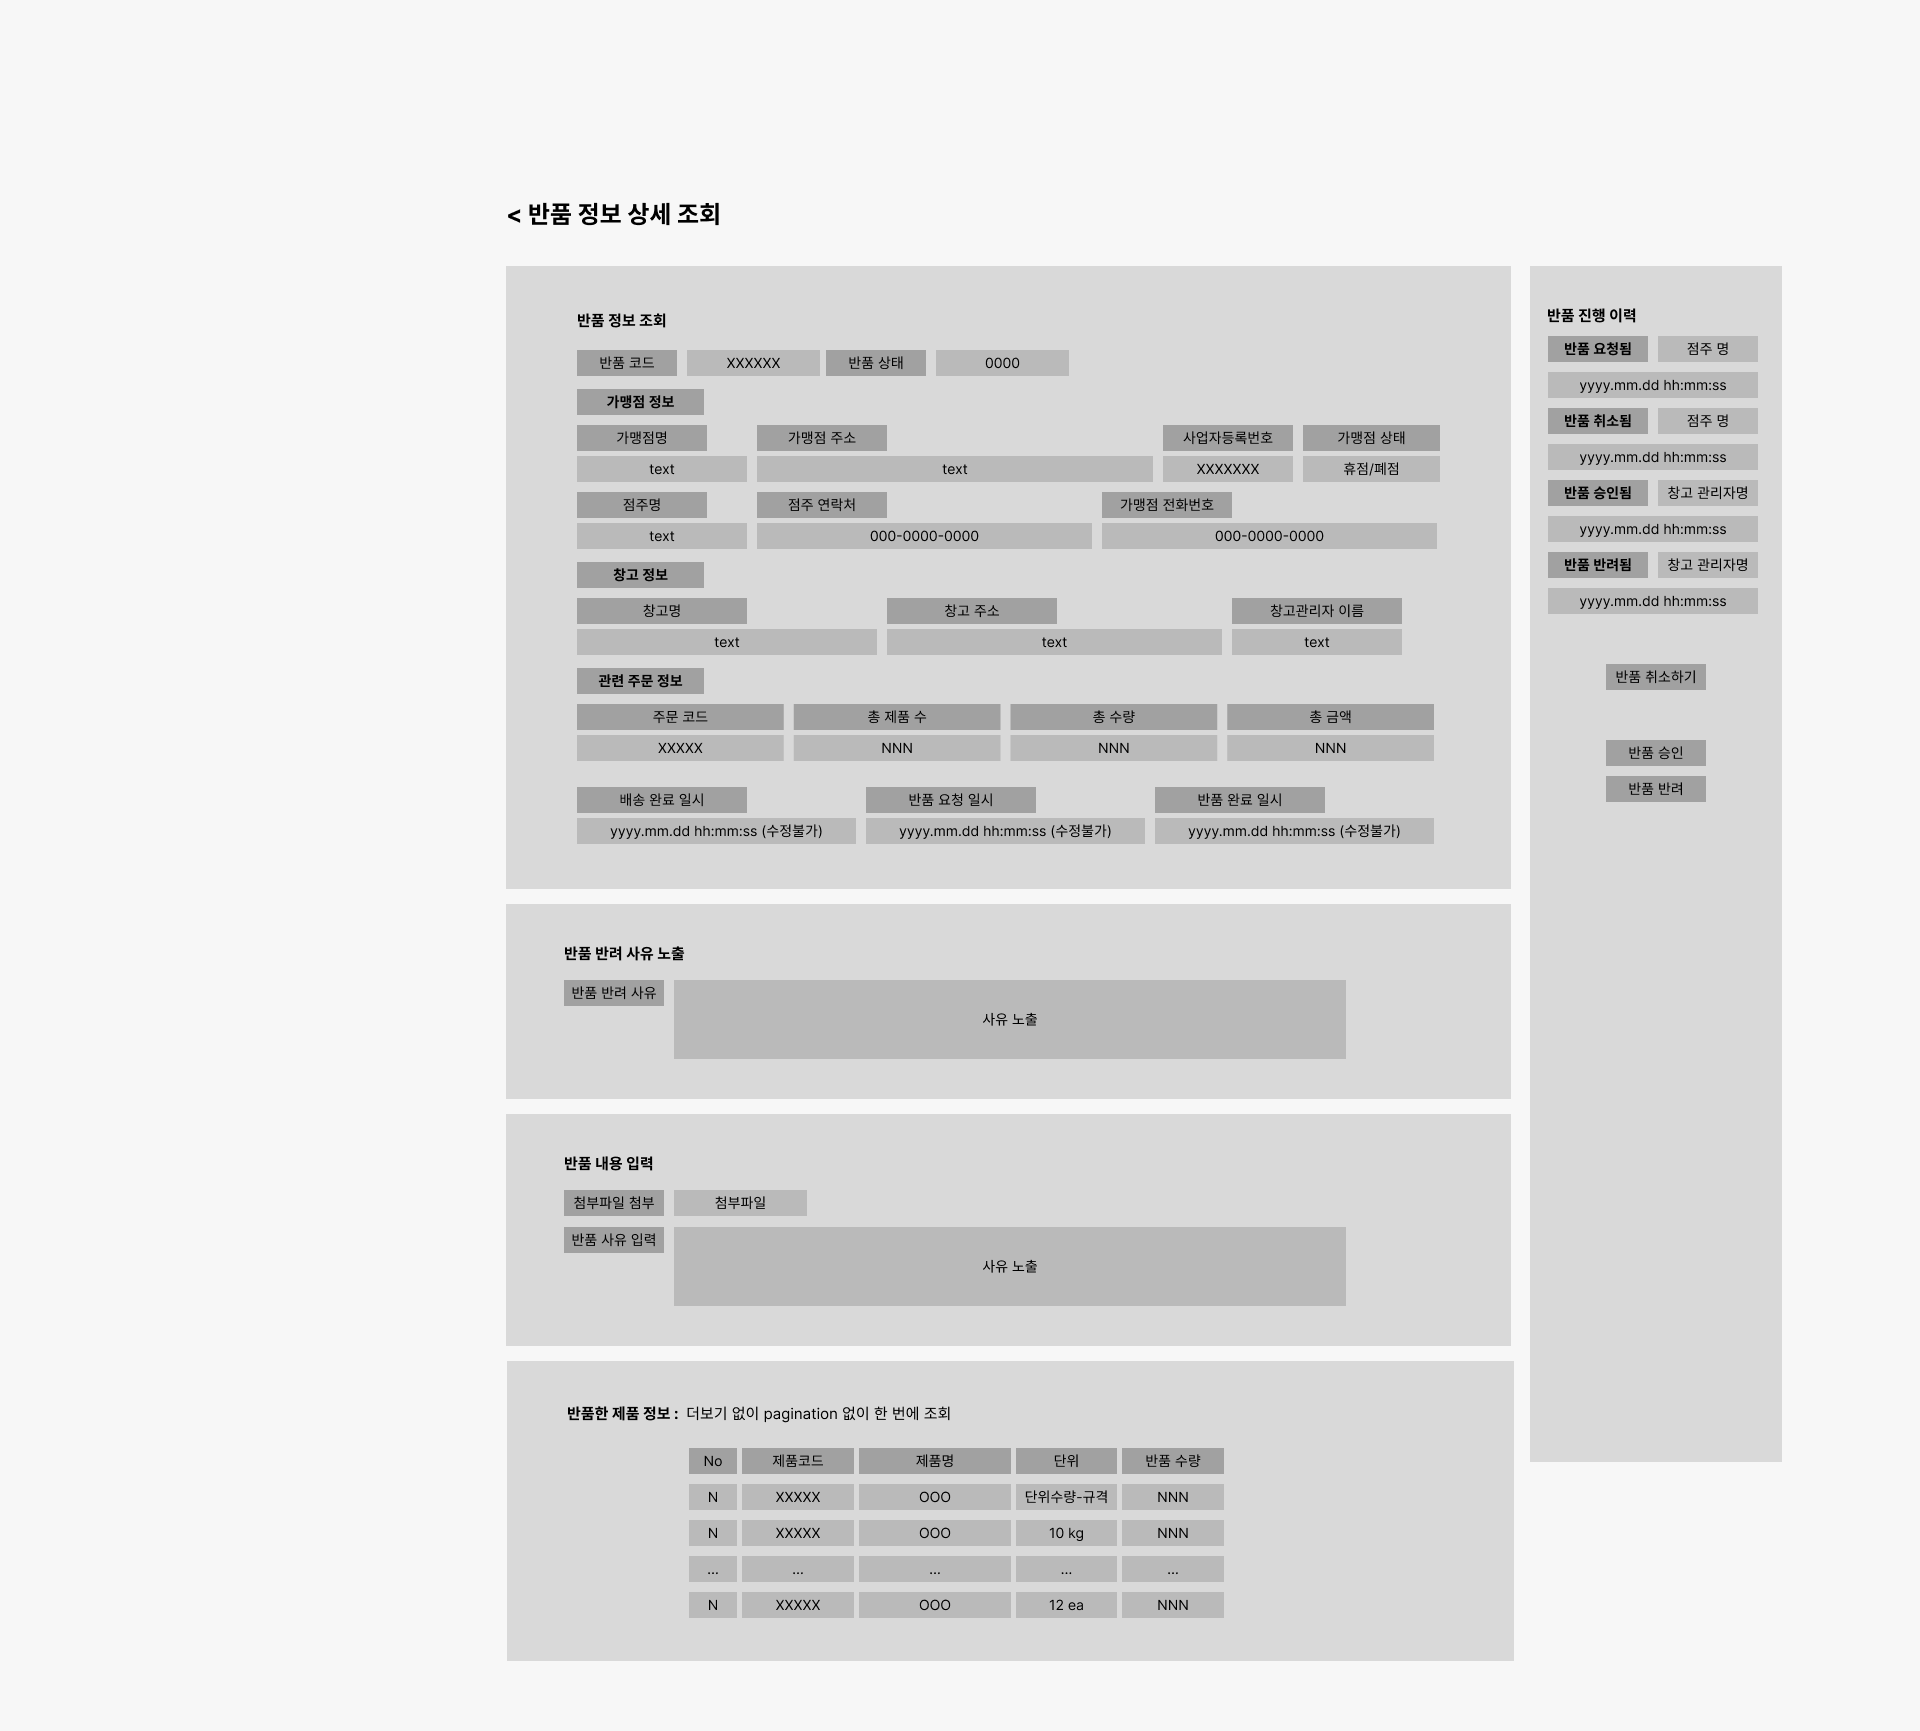 < 반품 정보 상세 조회
반품 정보 조회
반품 코드 XXXXXX 반품 상태 0000
가맹점 정보
가맹점명 가맹점 주소 사업자등록번호 가맹점 상태
text text XXXXXXX 휴점/폐점
점주명 점주 연락처 가맹점 전화번호
text 000-0000-0000 000-0000-0000
창고 정보
창고명 창고 주소 창고관리자 이름
text text text
관련 주문 정보
주문 코드 총 제품 수 총 수량 총 금액
XXXXX NNN NNN NNN
배송 완료 일시 반품 요청 일시 반품 완료 일시
yyyy.mm.dd hh:mm:ss (수정불가) yyyy.mm.dd hh:mm:ss (수정불가) yyyy.mm.dd hh:mm:ss (수정불가)
반품 반려 사유 노출
반품 반려 사유 사유 노출
반품 내용 입력
첨부파일 첨부 첨부파일
반품 사유 입력 사유 노출
반품한 제품 정보 : 더보기 없이 pagination 없이 한 번에 조회
No 제품코드 제품명 단위 반품 수량
N XXXXX OOO 단위수량-규격 NNN
N XXXXX OOO 10 kg NNN
... ... ... ... ...
N XXXXX OOO 12 ea NNN
반품 진행 이력
반품 요청됨 점주 명
yyyy.mm.dd hh:mm:ss
반품 취소됨 점주 명
yyyy.mm.dd hh:mm:ss
반품 승인됨 창고 관리자명
yyyy.mm.dd hh:mm:ss
반품 반려됨 창고 관리자명
yyyy.mm.dd hh:mm:ss
반품 취소하기
반품 승인
반품 반려